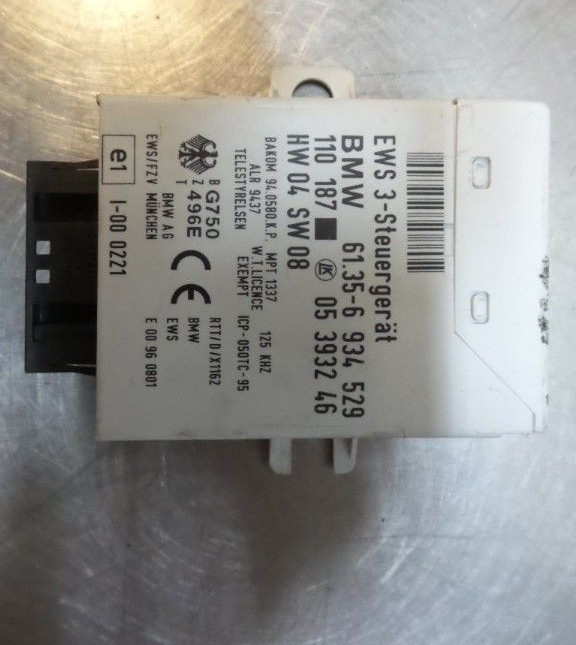 EWS 3-Steuergerät
BMW 61.35-6 934 529
110 187 LK 05 3932 46
HW 04 SW 08
BAKOM 94.0580.K.P. MPT 1337 125 KHZ
ALR 9437 W.T.LICENCE
TELESTYRELSEN EXEMPT ICP-050TC-95
B G750
Z 496E
T
CE
RTT/D/X1162
BMW
EWS
E 00 96 0801
BMW AG
EWS/FZV MÜNCHEN
e1 I-00 0221